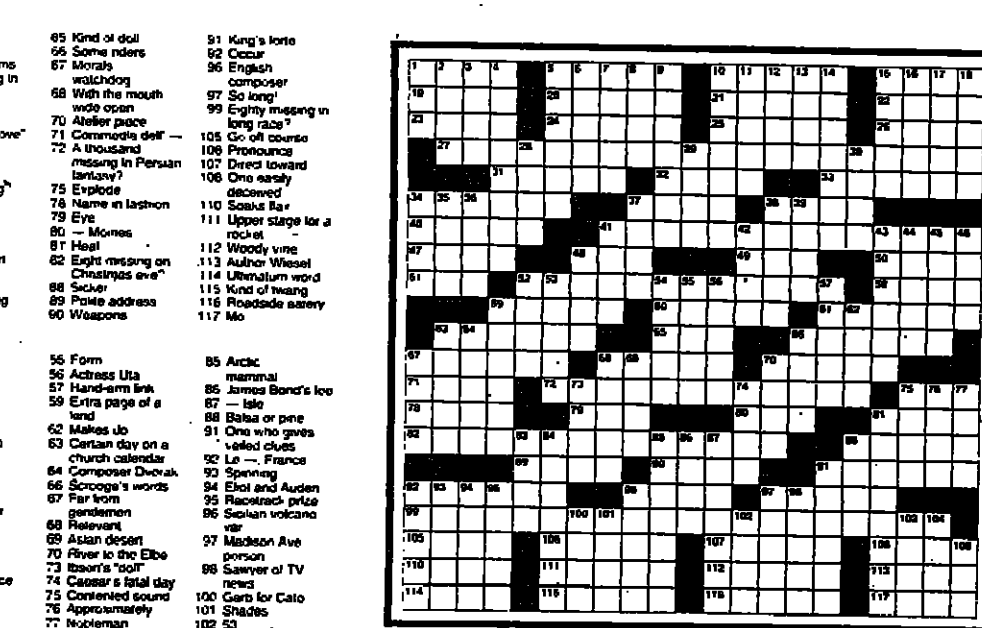 ms
g in
ove"
65 Kind of doll
66 Some riders
67 Morals
watchdog
68 With the mouth
wide open
70 Atelier piece
71 Commedia dell' —
72 A thousand
missing in Persian
fantasy?
75 Explode
78 Name in fashion
79 Eye
80 — Moines
81 Heal
82 Eight missing on
Christmas eve?
88 Sicker
89 Polite address
90 Weapons
91 King's forte
92 Occur
96 English
composer
97 So long!
99 Eighty missing in
long race?
105 Go off course
106 Pronounce
107 Direct toward
108 One easily
deceived
110 Soaks flax
111 Upper stage for a
rocket
112 Woody vine
113 Author Wiesel
114 Ultimatum word
115 Kind of twang
116 Roadside eatery
117 Mo
55 Form
56 Actress Uta
57 Hand-arm link
59 Extra page of a
kind
62 Makes do
63 Certain day on a
church calendar
64 Composer Dvorak
66 Scrooge's words
67 Far from
gentlemen
68 Relevant
69 Asian desert
70 River to the Elbe
73 Ibsen's "doll"
74 Caesar's fatal day
75 Contented sound
76 Approximately
77 Nobleman
85 Arctic
mammal
86 James Bond's foe
87 — Isle
88 Balsa or pine
91 One who gives
veiled clues
92 Le —, France
93 Spinning
94 Eliot and Auden
95 Racetrack prize
96 Sicilian volcano
var
97 Madison Ave
person
98 Sawyer of TV
news
100 Garb for Cato
101 Shades
102 53
1 2 3 4 5 6 7 8 9 10 11 12 13 14 15 16 17 18
19 20 21 22
23 24 25 26
27 28 29 30
31 32 33
34 35 36 37 38 39
40 41 42 43 44 45 46
47 48 49 50
51 52 53 54 55 56 57 58
59 60 61 62
63 64 65 66
67 68 69 70
71 72 73 74 75 76 77
78 79 80 81
82 83 84 85 86 87 88
89 90 91
92 93 94 95 96 97 98
99 100 101 102 103 104
105 106 107 108 109
110 111 112 113
114 115 116 117